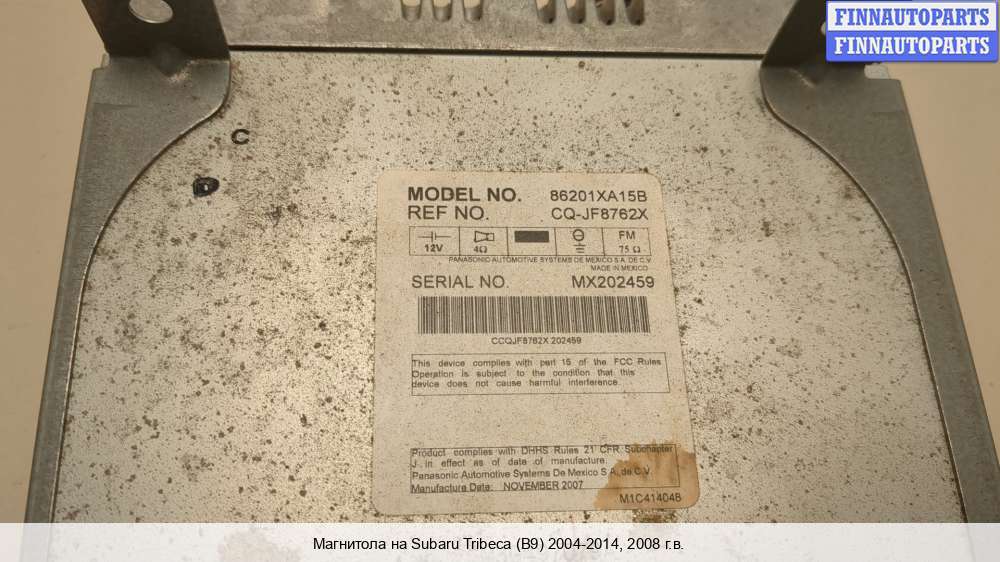 FINNAUTOPARTS
FINNAUTOPARTS
C
D
MODEL NO. 86201XA15B
REF NO. CQ-JF8762X
12V 4Ω FM 75 Ω
PANASONIC AUTOMOTIVE SYSTEMS DE MEXICO S.A. DE C.V.
MADE IN MEXICO
SERIAL NO. MX202459
CCQJF8762X 202459
This device complies with part 15 of the FCC Rules
Operation is subject to the condition that this
device does not cause harmful interference.
Product complies with DHHS Rules 21 CFR Subchapter
J. in effect as of date of manufacture.
Panasonic Automotive Systems De Mexico S.A. de C.V.
Manufacture Date: NOVEMBER 2007
M1C414048
Магнитола на Subaru Tribeca (B9) 2004-2014, 2008 г.в.